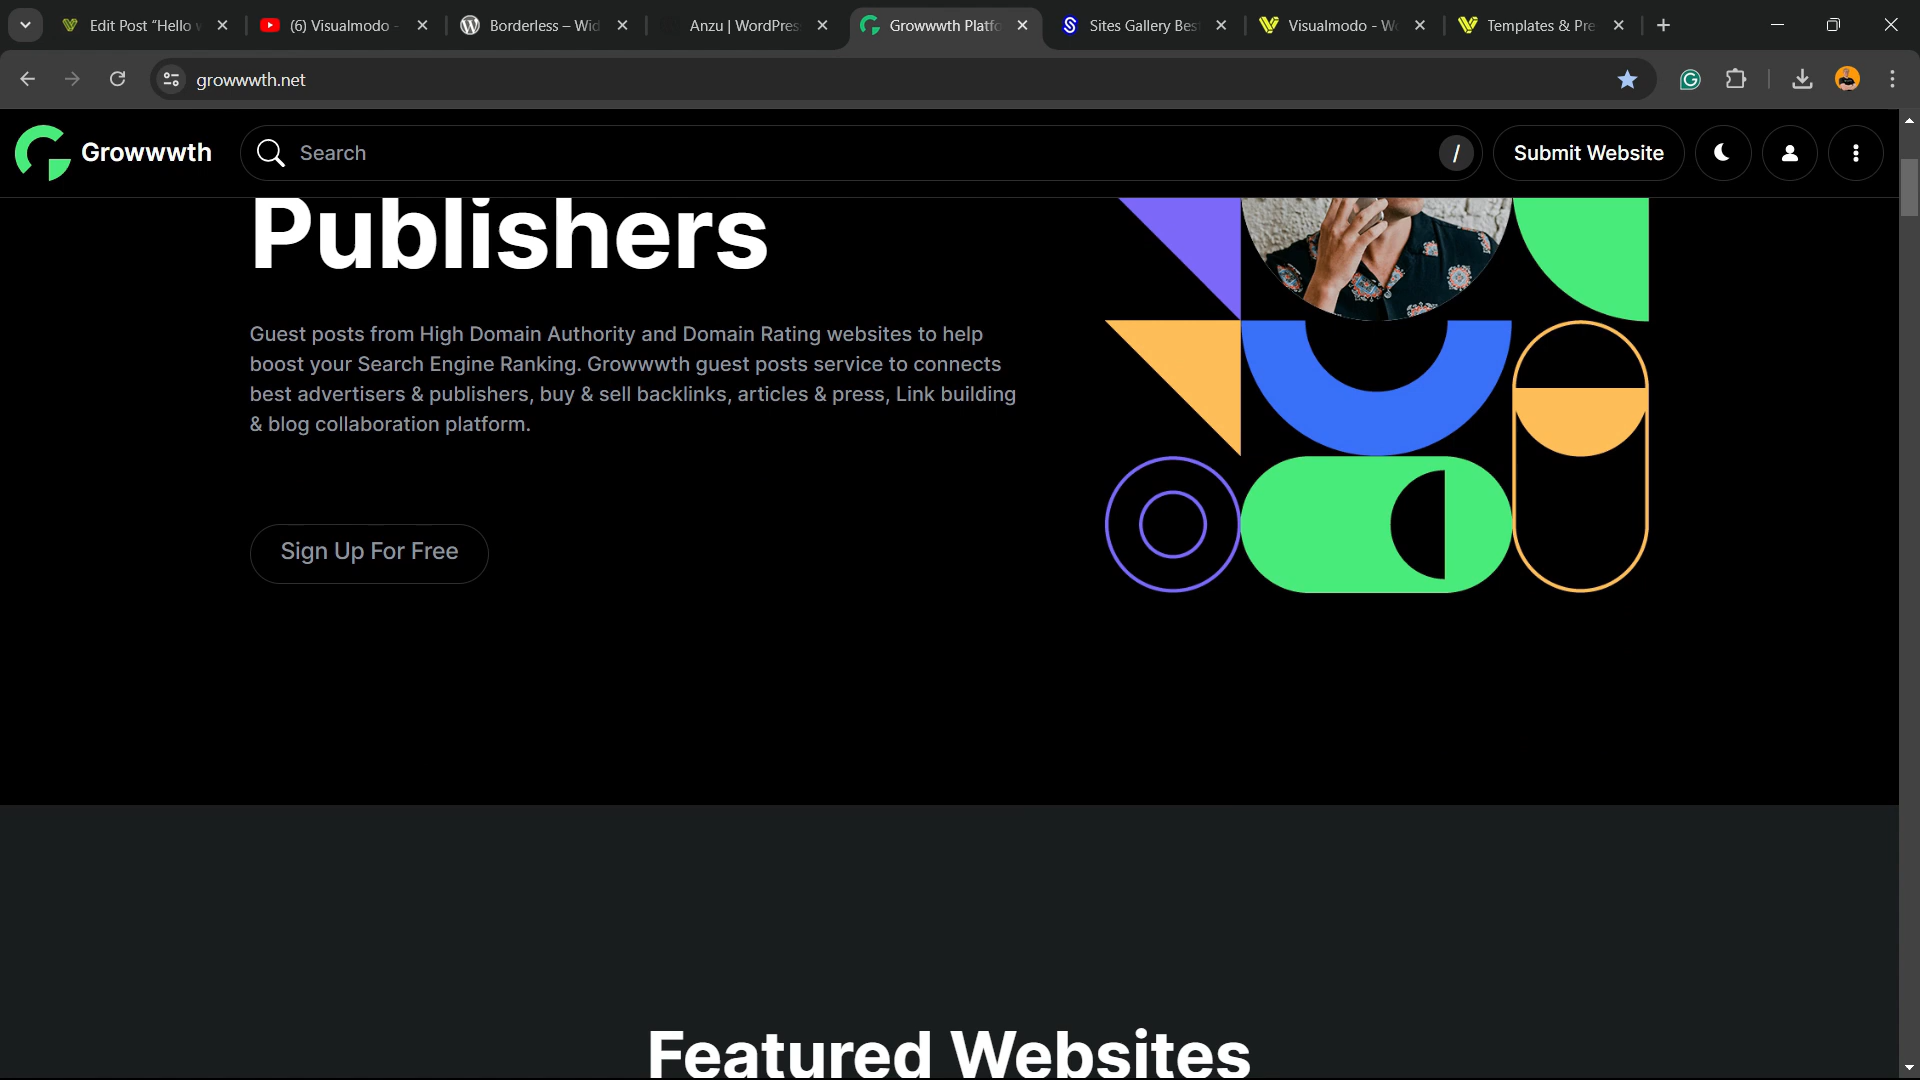 Edit Post “Hello w
(6) Visualmodo -
Borderless – Wid
Anzu | WordPres
Growwwth Platfo
Sites Gallery Bes
Visualmodo - Wo
Templates & Pre
growwwth.net
Growwwth
Search
/
Submit Website
Publishers
Guest posts from High Domain Authority and Domain Rating websites to help
boost your Search Engine Ranking. Growwwth guest posts service to connects
best advertisers & publishers, buy & sell backlinks, articles & press, Link building
& blog collaboration platform.
Sign Up For Free
Featured Websites